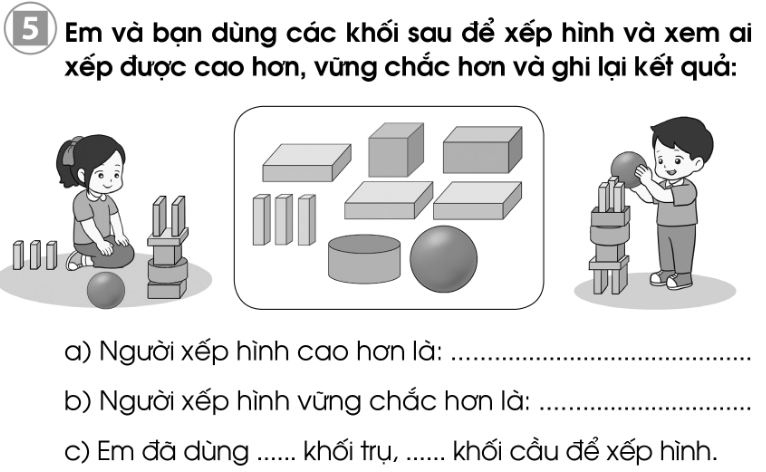 5 Em và bạn dùng các khối sau để xếp hình và xem ai
xếp được cao hơn, vững chắc hơn và ghi lại kết quả:
a) Người xếp hình cao hơn là: ..........................................
b) Người xếp hình vững chắc hơn là: ..............................
c) Em đã dùng ...... khối trụ, ...... khối cầu để xếp hình.